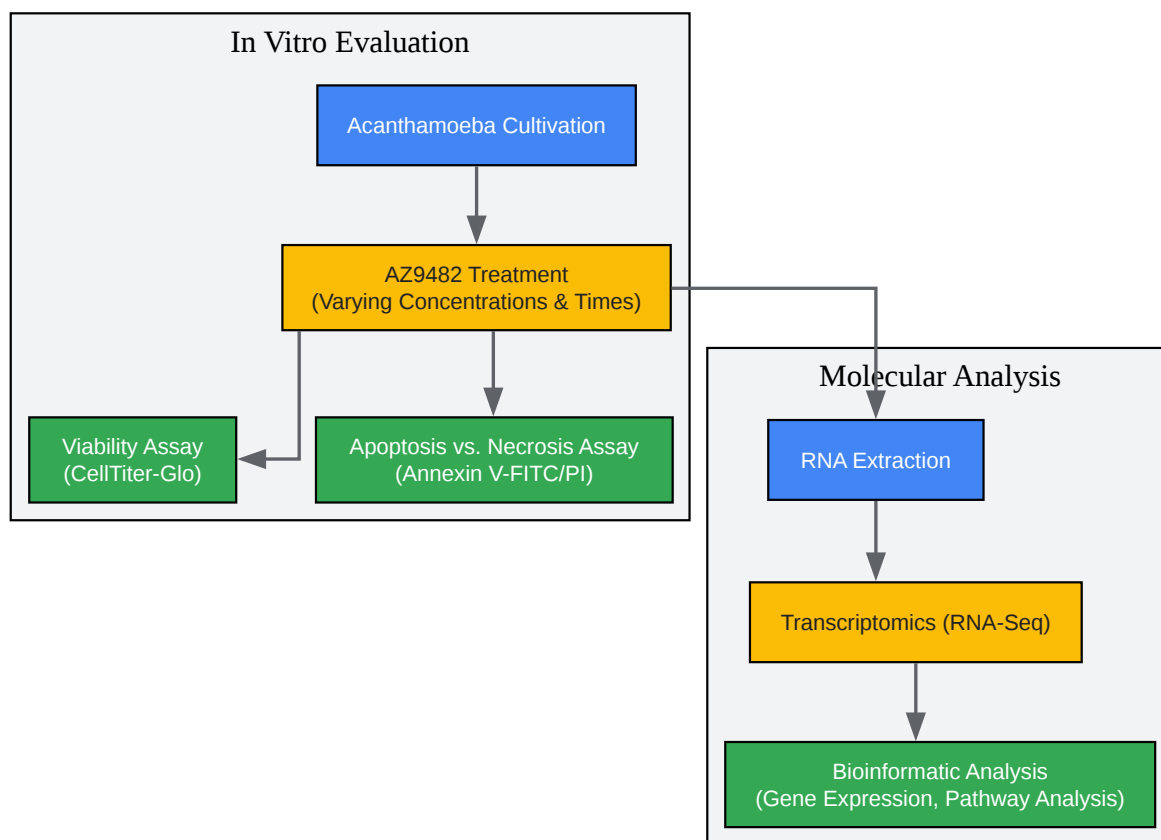 In Vitro Evaluation
Acanthamoeba Cultivation
AZ9482 Treatment
(Varying Concentrations & Times)
Viability Assay
(CellTiter-Glo)
Apoptosis vs. Necrosis Assay
(Annexin V-FITC/PI)
Molecular Analysis
RNA Extraction
Transcriptomics (RNA-Seq)
Bioinformatic Analysis
(Gene Expression, Pathway Analysis)